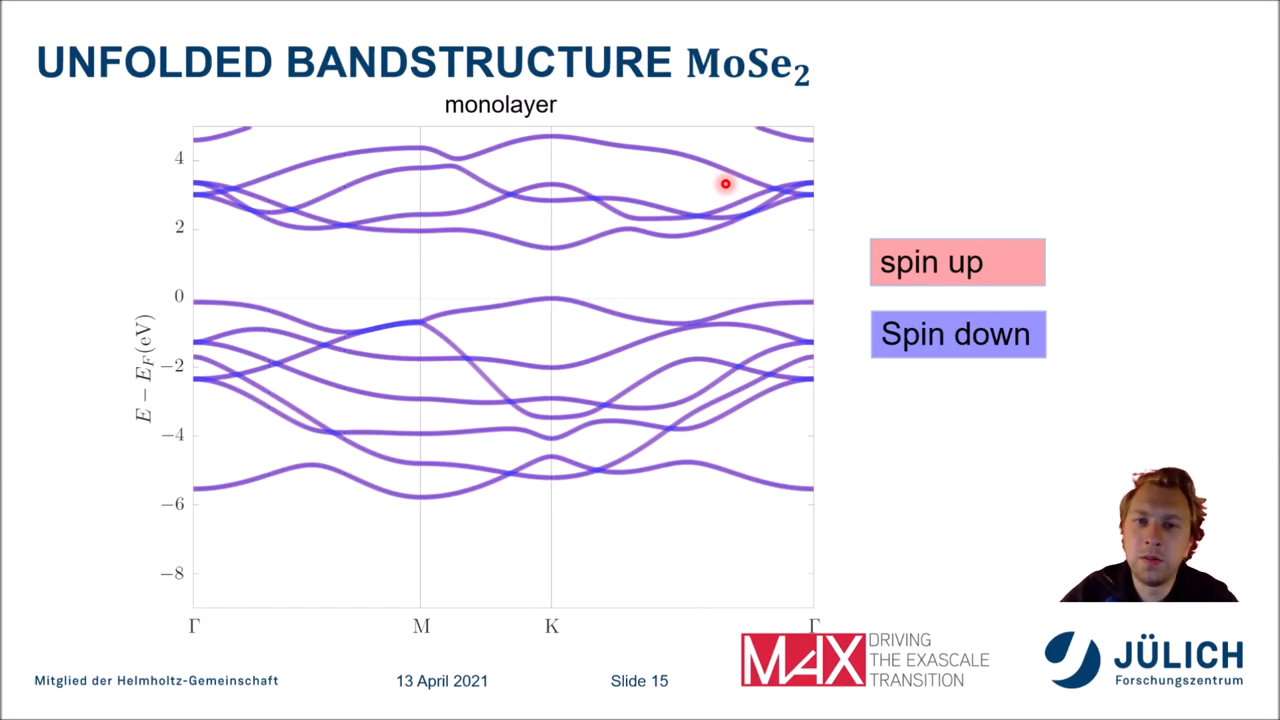 UNFOLDED BANDSTRUCTURE MoSe₂
monolayer
4
2
0
−2
−4
−6
−8
E − E_F(eV)
Γ M K Γ
spin up
Spin down
MAX
DRIVING
THE EXASCALE
TRANSITION
JÜLICH
Forschungszentrum
Mitglied der Helmholtz-Gemeinschaft
13 April 2021
Slide 15